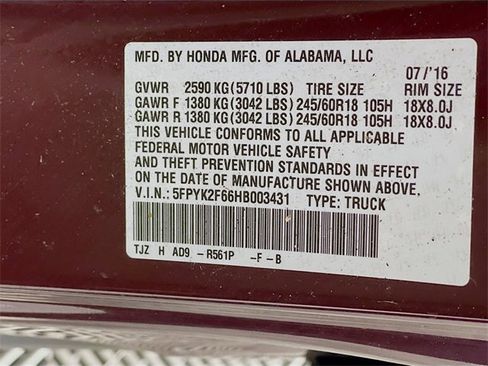 MFD. BY HONDA MFG. OF ALABAMA, LLC
07/'16
GVWR 2590 KG (5710 LBS) TIRE SIZE RIM SIZE
GAWR F 1380 KG (3042 LBS) 245/60R18 105H 18X8.0J
GAWR R 1380 KG (3042 LBS) 245/60R18 105H 18X8.0J
THIS VEHICLE CONFORMS TO ALL APPLICABLE
FEDERAL MOTOR VEHICLE SAFETY
AND THEFT PREVENTION STANDARDS IN EFFECT
ON THE DATE OF MANUFACTURE SHOWN ABOVE.
V.I.N.: 5FPYK2F66HB003431 TYPE: TRUCK
TJZ H AD9 - R561P -F - B